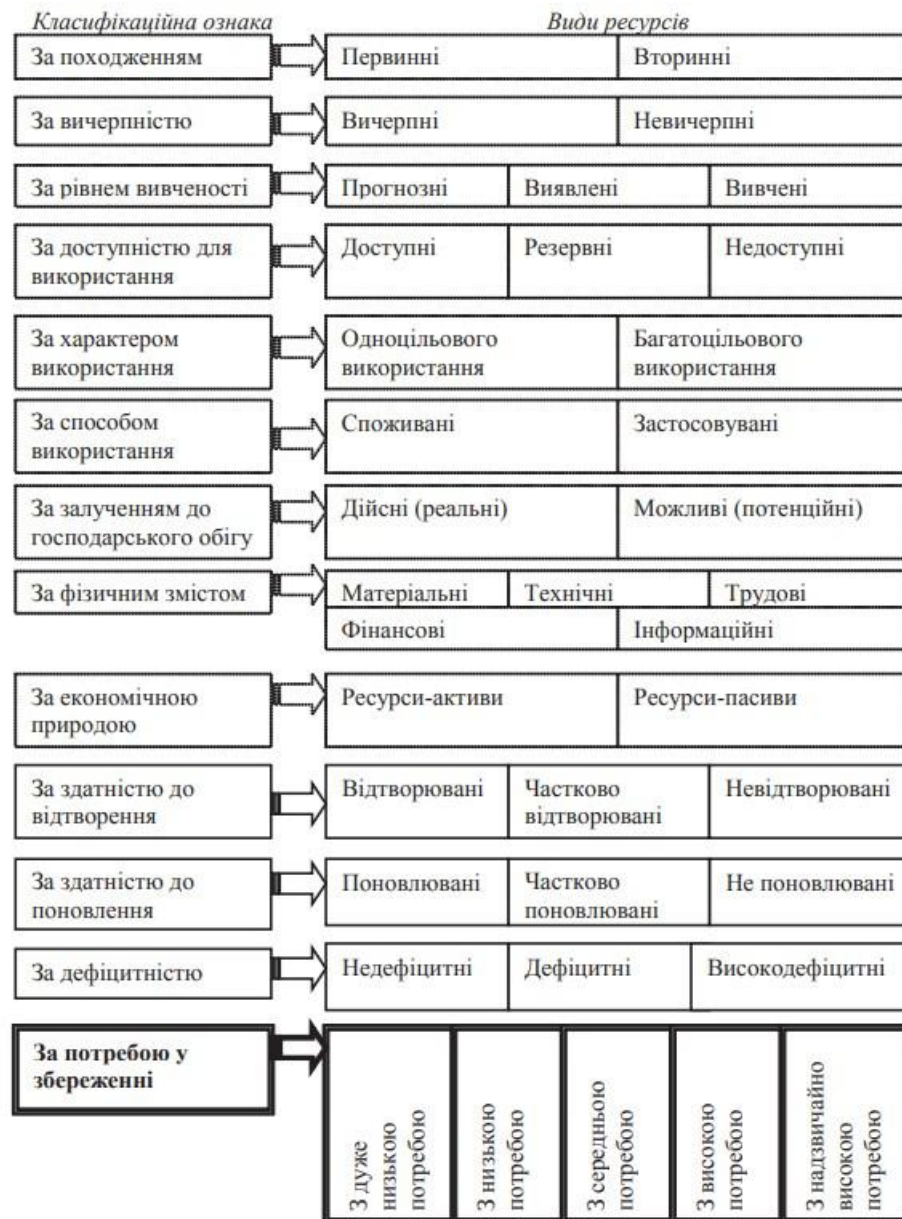 Класифікаційна ознака Види ресурсів
За походженням Первинні Вторинні
За вичерпністю Вичерпні Невичерпні
За рівнем вивченості Прогнозні Виявлені Вивчені
За доступністю для Доступні Резервні Недоступні
використання
За характером Одноцільового Багатоцільового
використання використання використання
За способом Споживані Застосовувані
використання
За залученням до Дійсні (реальні) Можливі (потенційні)
господарського обігу
За фізичним змістом Матеріальні Технічні Трудові
Фінансові Інформаційні
За економічною Ресурси-активи Ресурси-пасиви
природою
За здатністю до Відтворювані Частково Невідтворювані
відтворення відтворювані
За здатністю до Поновлювані Частково Не поновлювані
поновлення поновлювані
За дефіцитністю Недефіцитні Дефіцитні Високодефіцитні
За потребою у
збереженні
З дуже
низькою
потребою
З низькою
потребою
З середньою
потребою
З високою
потребою
З надзвичайно
високою
потребою